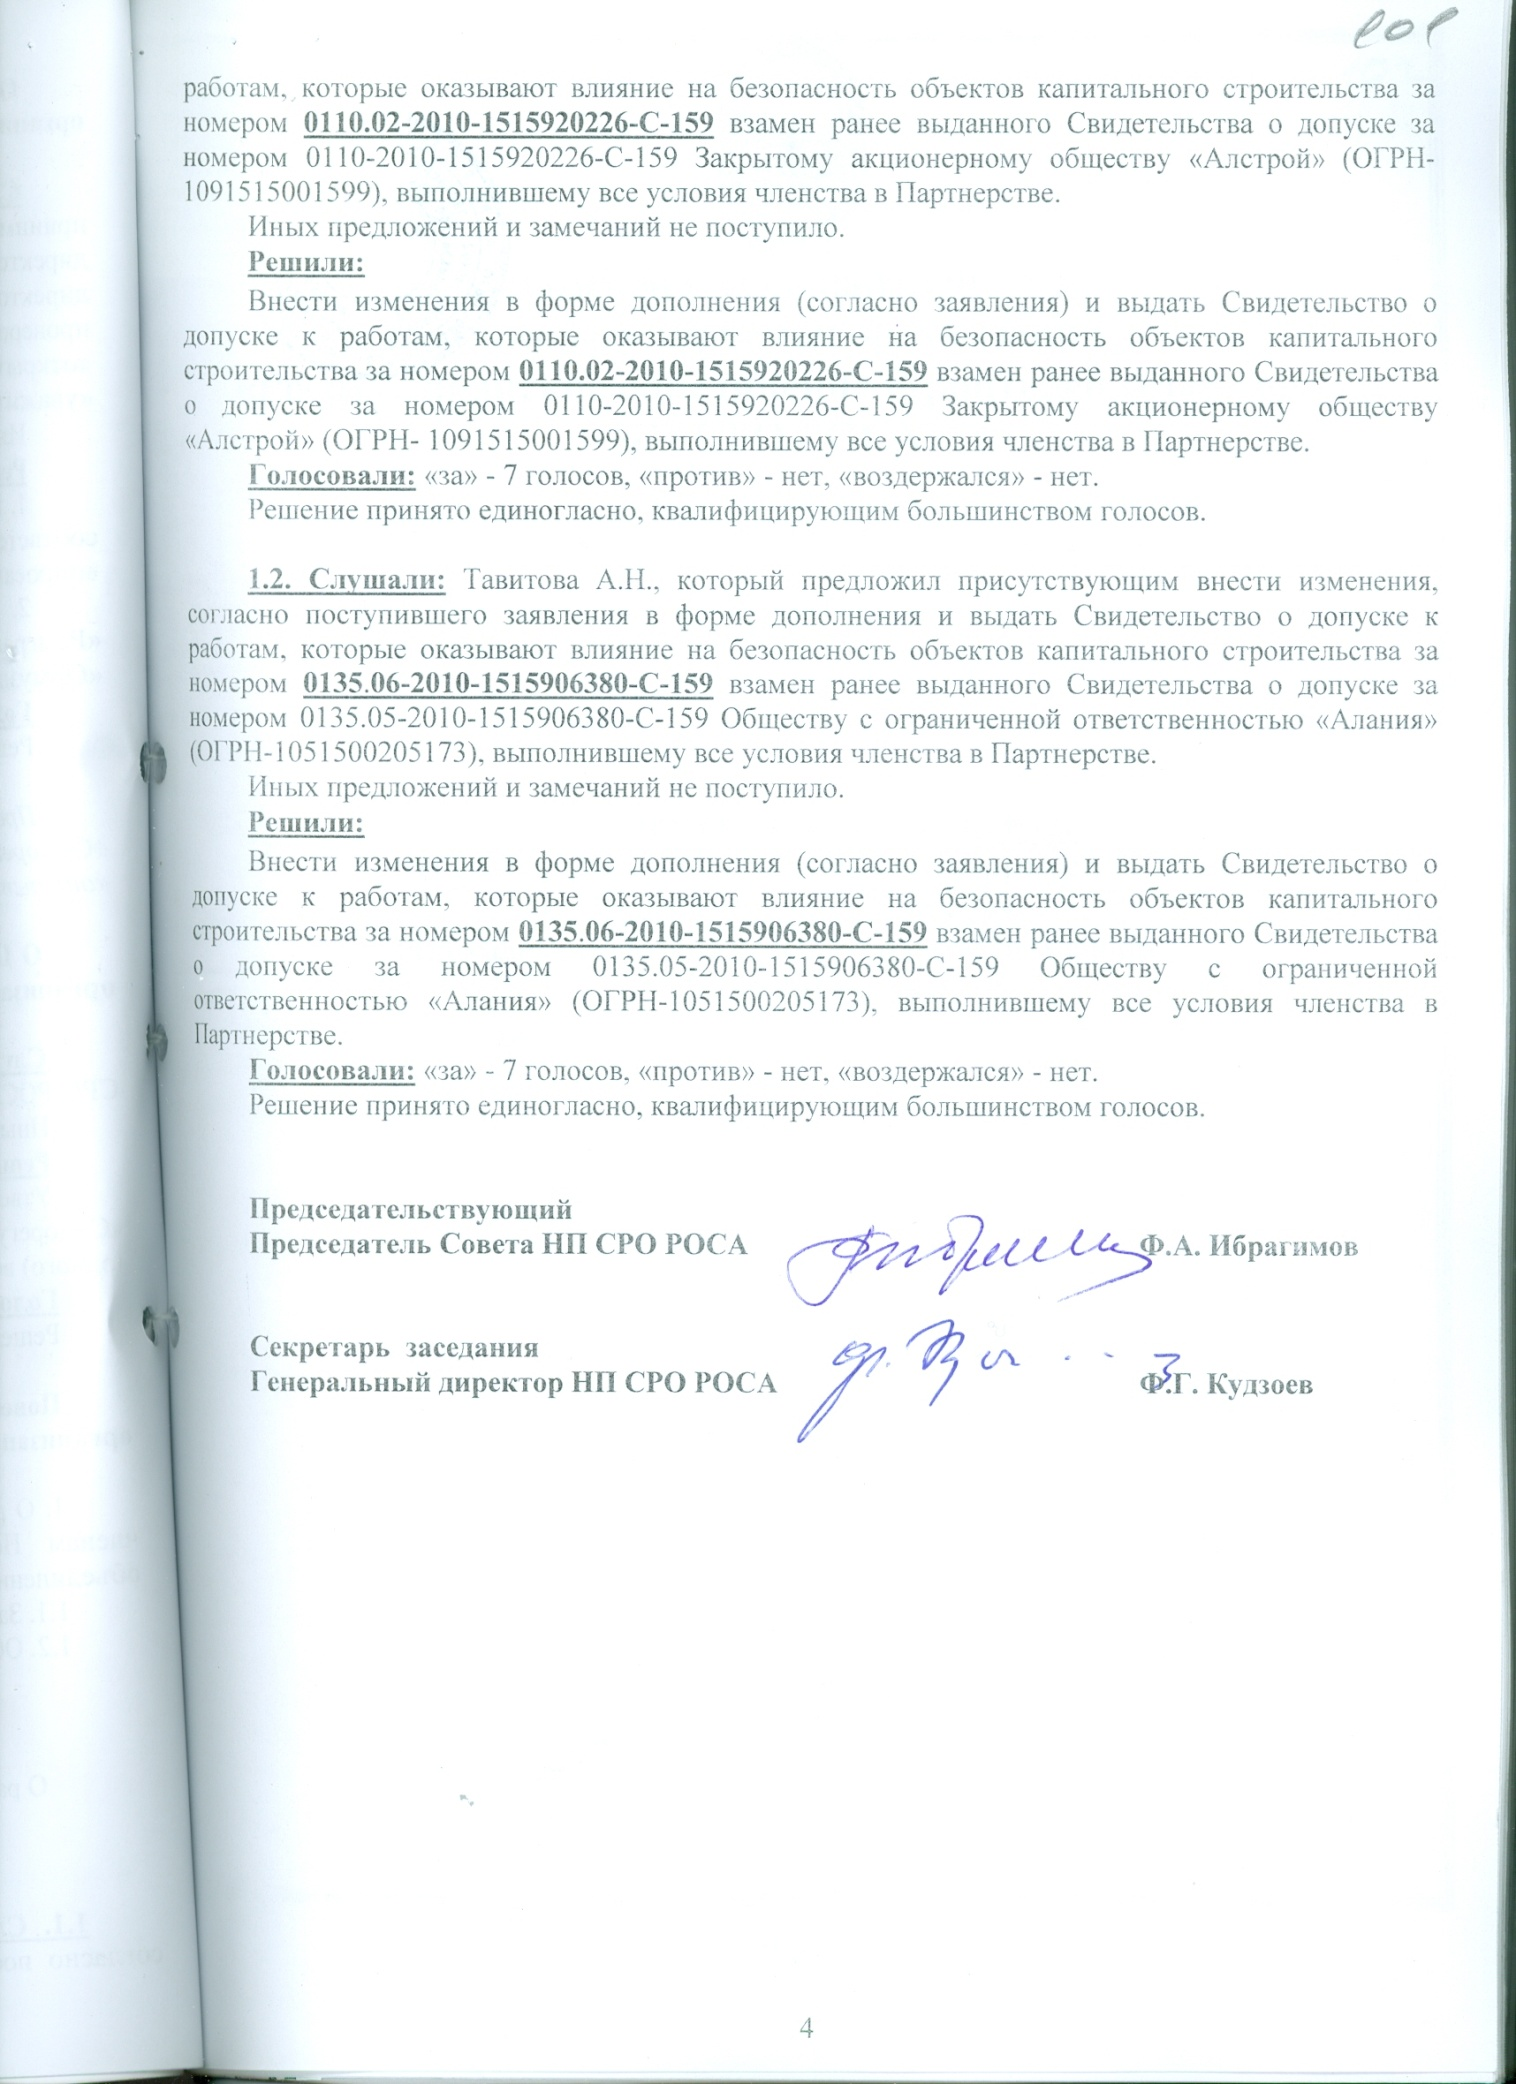 работам, которые оказывают влияние на безопасность объектов капитального строительства за
номером 0110.02-2010-1515920226-С-159 взамен ранее выданного Свидетельства о допуске за
номером 0110-2010-1515920226-С-159 Закрытому акционерному обществу «Алстрой» (ОГРН-
1091515001599), выполнившему все условия членства в Партнерстве.
Иных предложений и замечаний не поступило.
Решили:
Внести изменения в форме дополнения (согласно заявления) и выдать Свидетельство о
допуске к работам, которые оказывают влияние на безопасность объектов капитального
строительства за номером 0110.02-2010-1515920226-С-159 взамен ранее выданного Свидетельства
о допуске за номером 0110-2010-1515920226-С-159 Закрытому акционерному обществу
«Алстрой» (ОГРН- 1091515001599), выполнившему все условия членства в Партнерстве.
Голосовали: «за» - 7 голосов, «против» - нет, «воздержался» - нет.
Решение принято единогласно, квалифицирующим большинством голосов.
1.2. Слушали: Тавитова А.Н., который предложил присутствующим внести изменения,
согласно поступившего заявления в форме дополнения и выдать Свидетельство о допуске к
работам, которые оказывают влияние на безопасность объектов капитального строительства за
номером 0135.06-2010-1515906380-С-159 взамен ранее выданного Свидетельства о допуске за
номером 0135.05-2010-1515906380-С-159 Обществу с ограниченной ответственностью «Алания»
(ОГРН-1051500205173), выполнившему все условия членства в Партнерстве.
Иных предложений и замечаний не поступило.
Решили:
Внести изменения в форме дополнения (согласно заявления) и выдать Свидетельство о
допуске к работам, которые оказывают влияние на безопасность объектов капитального
строительства за номером 0135.06-2010-1515906380-С-159 взамен ранее выданного Свидетельства
о допуске за номером 0135.05-2010-1515906380-С-159 Обществу с ограниченной
ответственностью «Алания» (ОГРН-1051500205173), выполнившему все условия членства в
Партнерстве.
Голосовали: «за» - 7 голосов, «против» - нет, «воздержался» - нет.
Решение принято единогласно, квалифицирующим большинством голосов.
Председательствующий
Председатель Совета НП СРО РОСА Ф.А. Ибрагимов
Секретарь заседания
Генеральный директор НП СРО РОСА Ф.Г. Кудзоев
4